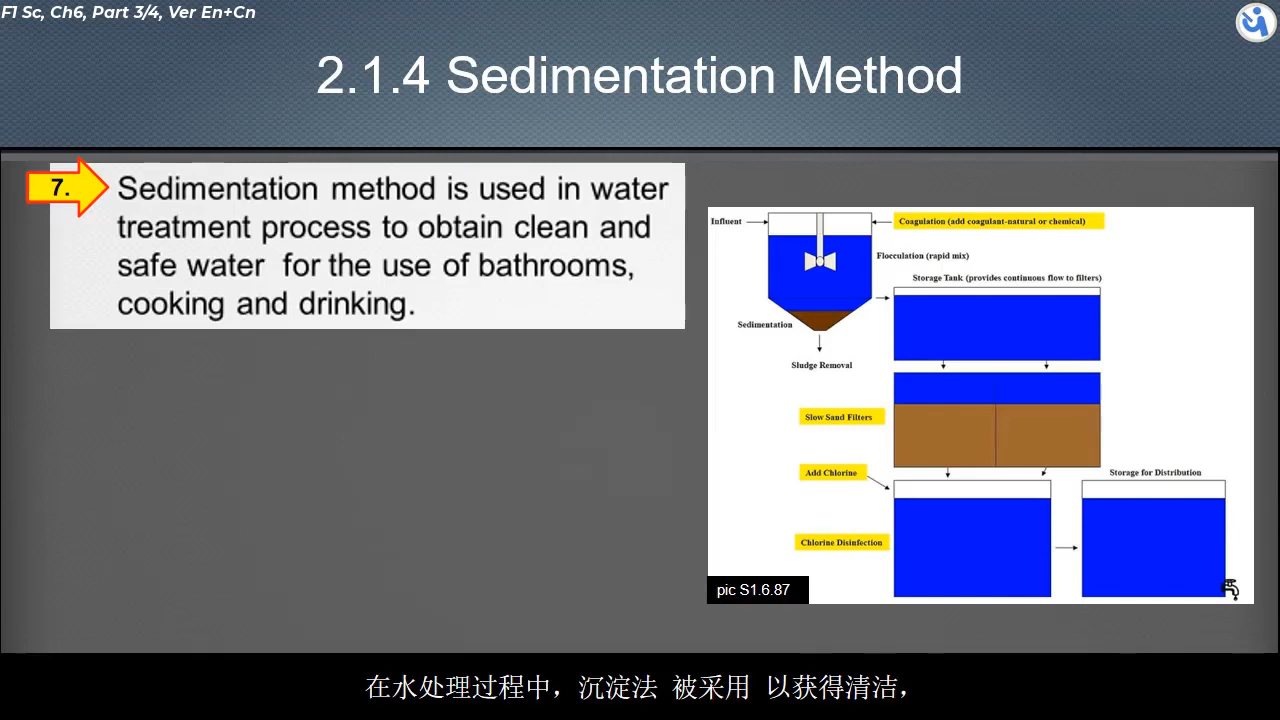 F1 Sc, Ch6, Part 3/4, Ver En+Cn
2.1.4 Sedimentation Method
7.
Sedimentation method is used in water
treatment process to obtain clean and
safe water for the use of bathrooms,
cooking and drinking.
Influent
Coagulation (add coagulant-natural or chemical)
Flocculation (rapid mix)
Storage Tank (provides continuous flow to filters)
Sedimentation
Sludge Removal
Slow Sand Filters
Add Chlorine
Storage for Distribution
Chlorine Disinfection
pic S1.6.87
在水处理过程中，沉淀法 被采用 以获得清洁，